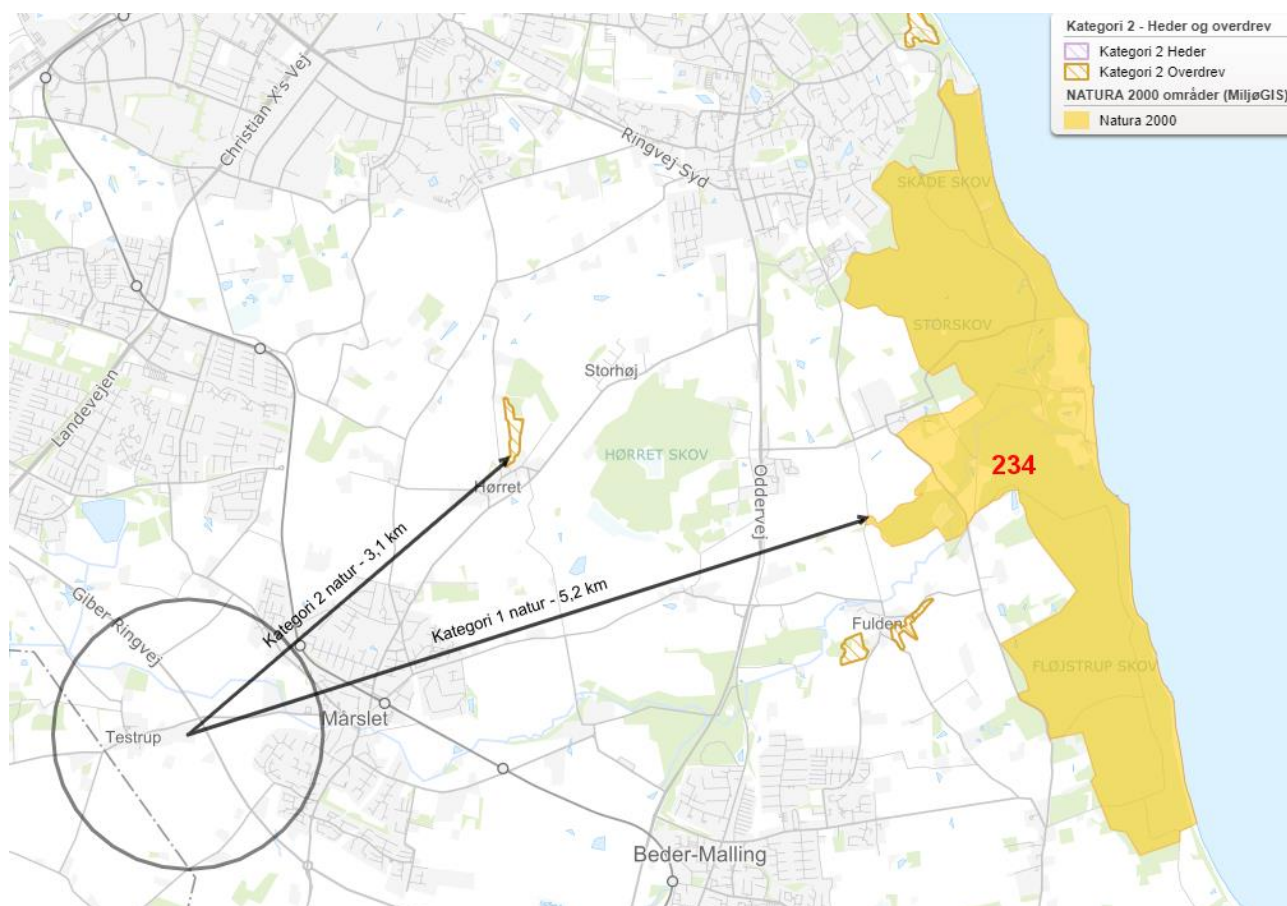 Kategori 2 - Heder og overdrev
Kategori 2 Heder
Kategori 2 Overdrev
NATURA 2000 områder (MiljøGIS)
Natura 2000
Christian X's Vej
Ringvej Syd
SKÅDE SKOV
STORSKOV
Storhøj
Landevejen
HØRRET SKOV
234
Oddervej
Hørret
Kategori 2 natur - 3,1 km
Kategori 1 natur - 5,2 km
Giber Ringvej
Fulden
FLØJSTRUP SKOV
Mårslet
Testrup
Beder-Malling